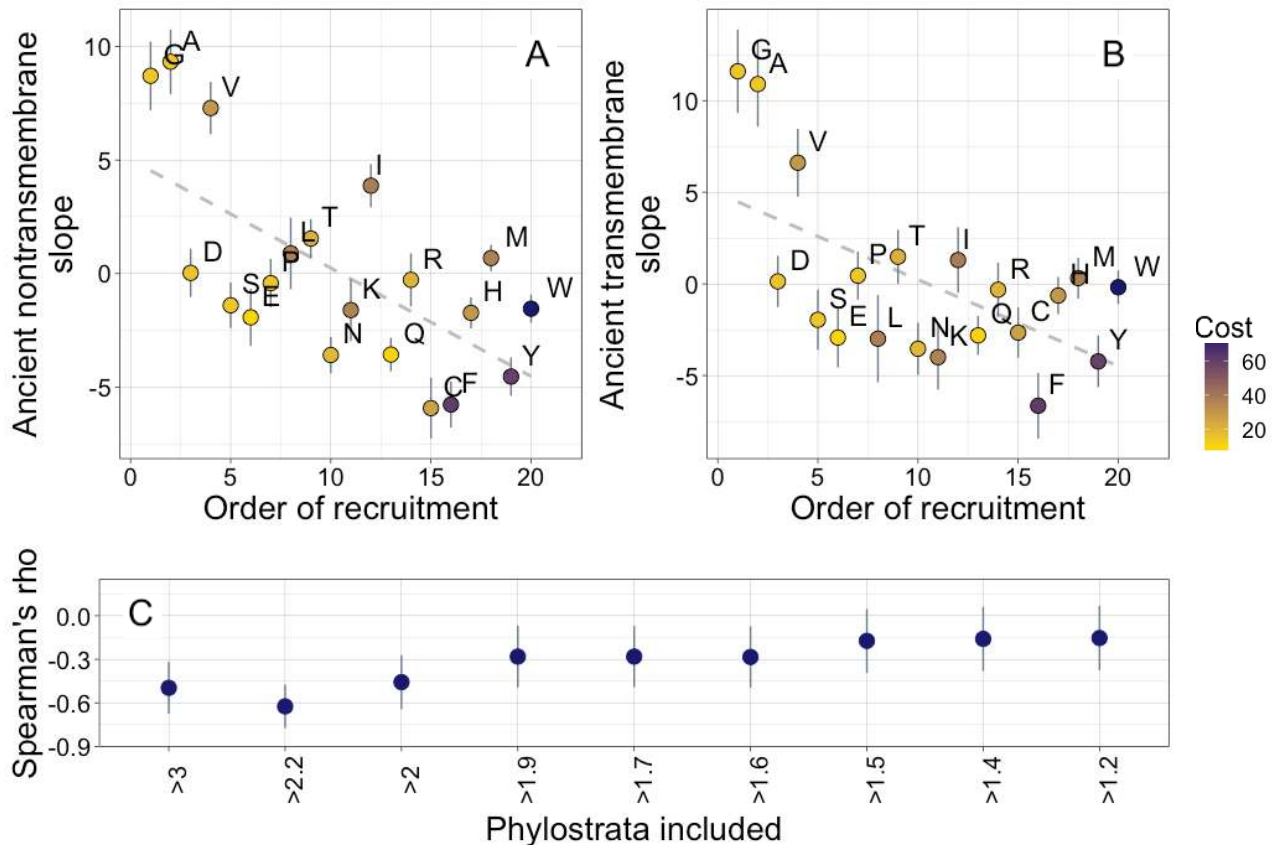 A
Ancient nontransmembrane
slope
10
5
0
-5
G
A
V
D
S
E
P
L
T
N
K
I
Q
R
C
F
H
M
Y
W
0
5
10
15
20
Order of recruitment
B
Ancient transmembrane
slope
10
5
0
-5
G
A
V
D
S
E
P
L
T
N
K
I
Q
R
C
F
H
M
Y
W
0
5
10
15
20
Order of recruitment
Cost
60
40
20
C
Spearman's rho
0.0
-0.3
-0.6
-0.9
>3
>2.2
>2
>1.9
>1.7
>1.6
>1.5
>1.4
>1.2
Phylostrata included